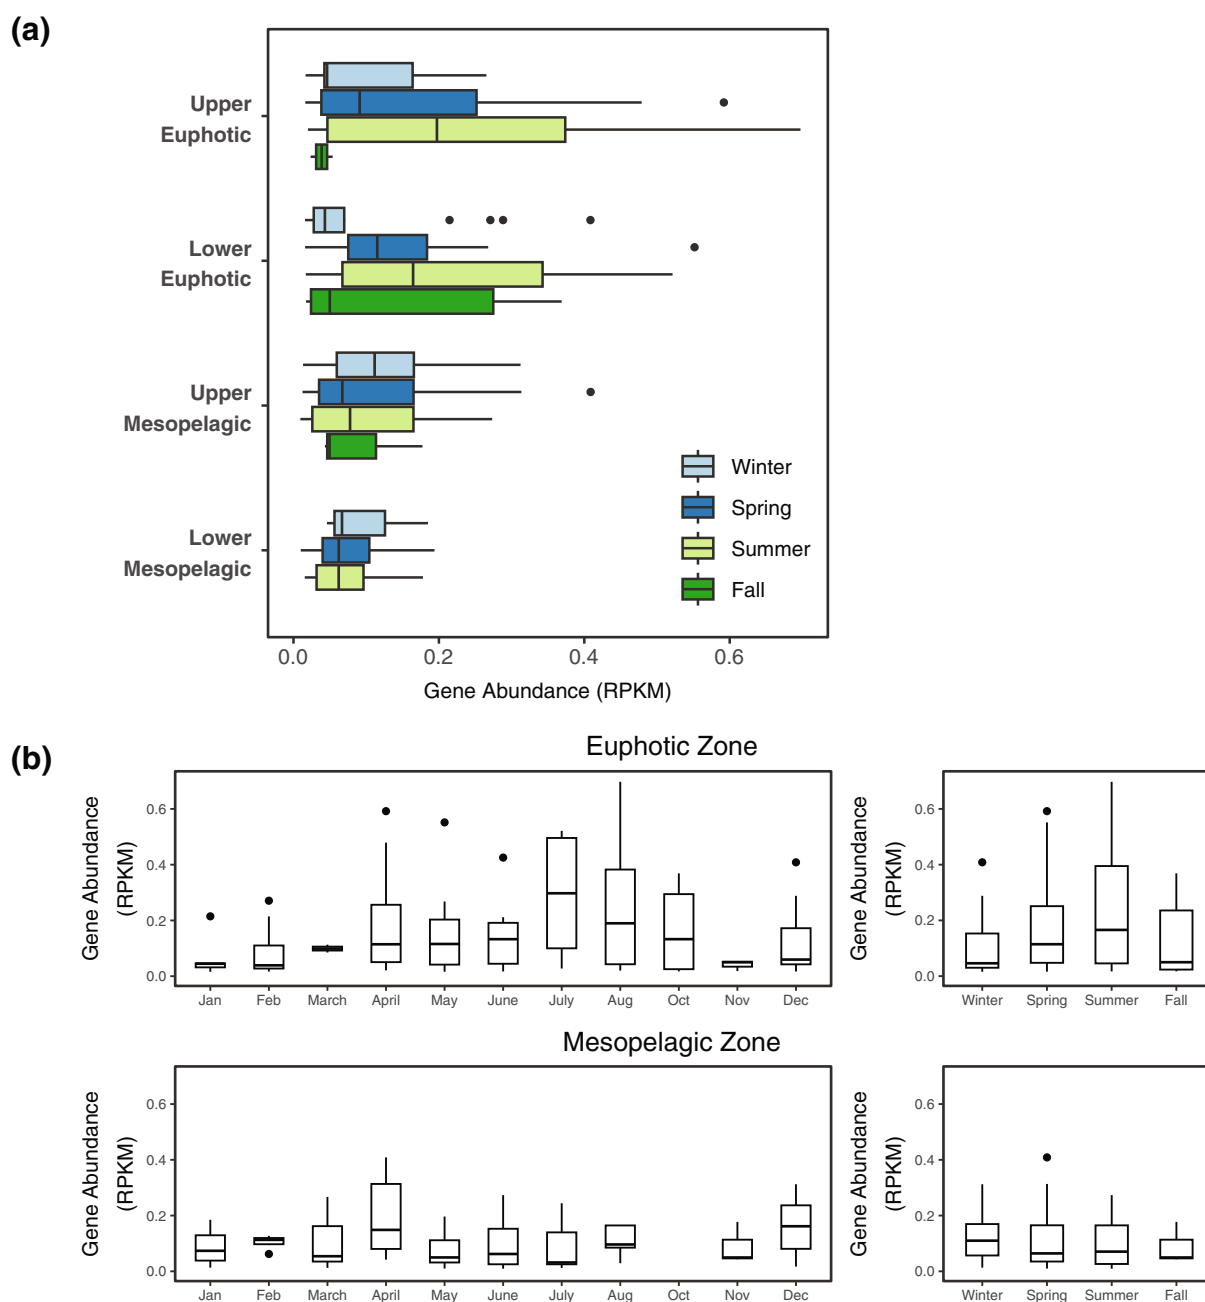 (a)
Upper
Euphotic
Lower
Euphotic
Upper
Mesopelagic
Lower
Mesopelagic
Winter
Spring
Summer
Fall
0.0 0.2 0.4 0.6
Gene Abundance (RPKM)
(b)
Euphotic Zone
Gene Abundance
(RPKM)
0.6
0.4
0.2
0.0
Jan Feb March April May June July Aug Oct Nov Dec
Gene Abundance
(RPKM)
0.6
0.4
0.2
0.0
Winter Spring Summer Fall
Mesopelagic Zone
Gene Abundance
(RPKM)
0.6
0.4
0.2
0.0
Jan Feb March April May June July Aug Oct Nov Dec
Gene Abundance
(RPKM)
0.6
0.4
0.2
0.0
Winter Spring Summer Fall